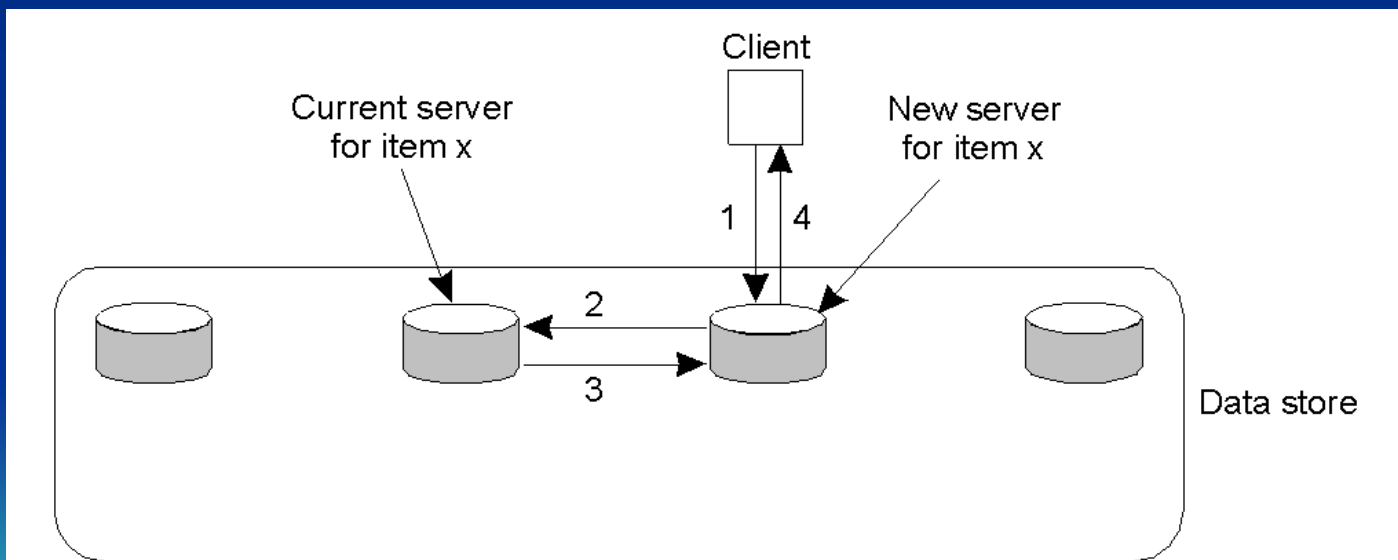 Client
Current server
for item x
New server
for item x
1
4
2
3
Data store